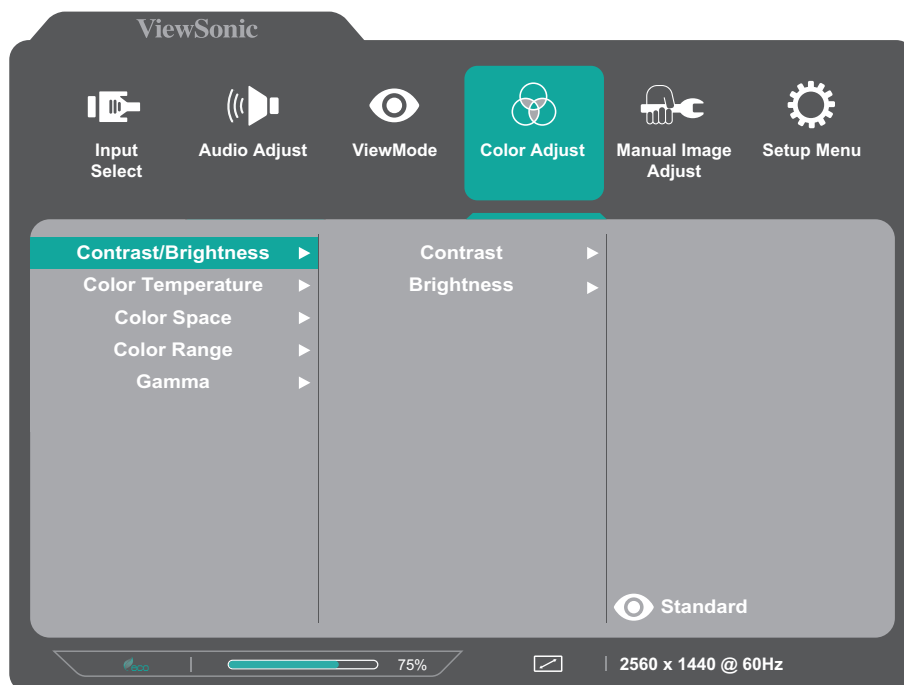 ViewSonic
Input
Select
Audio Adjust
ViewMode
Color Adjust
Manual Image
Adjust
Setup Menu
Contrast/Brightness
Color Temperature
Color Space
Color Range
Gamma
Contrast
Brightness
Standard
eco
75%
2560 x 1440 @ 60Hz